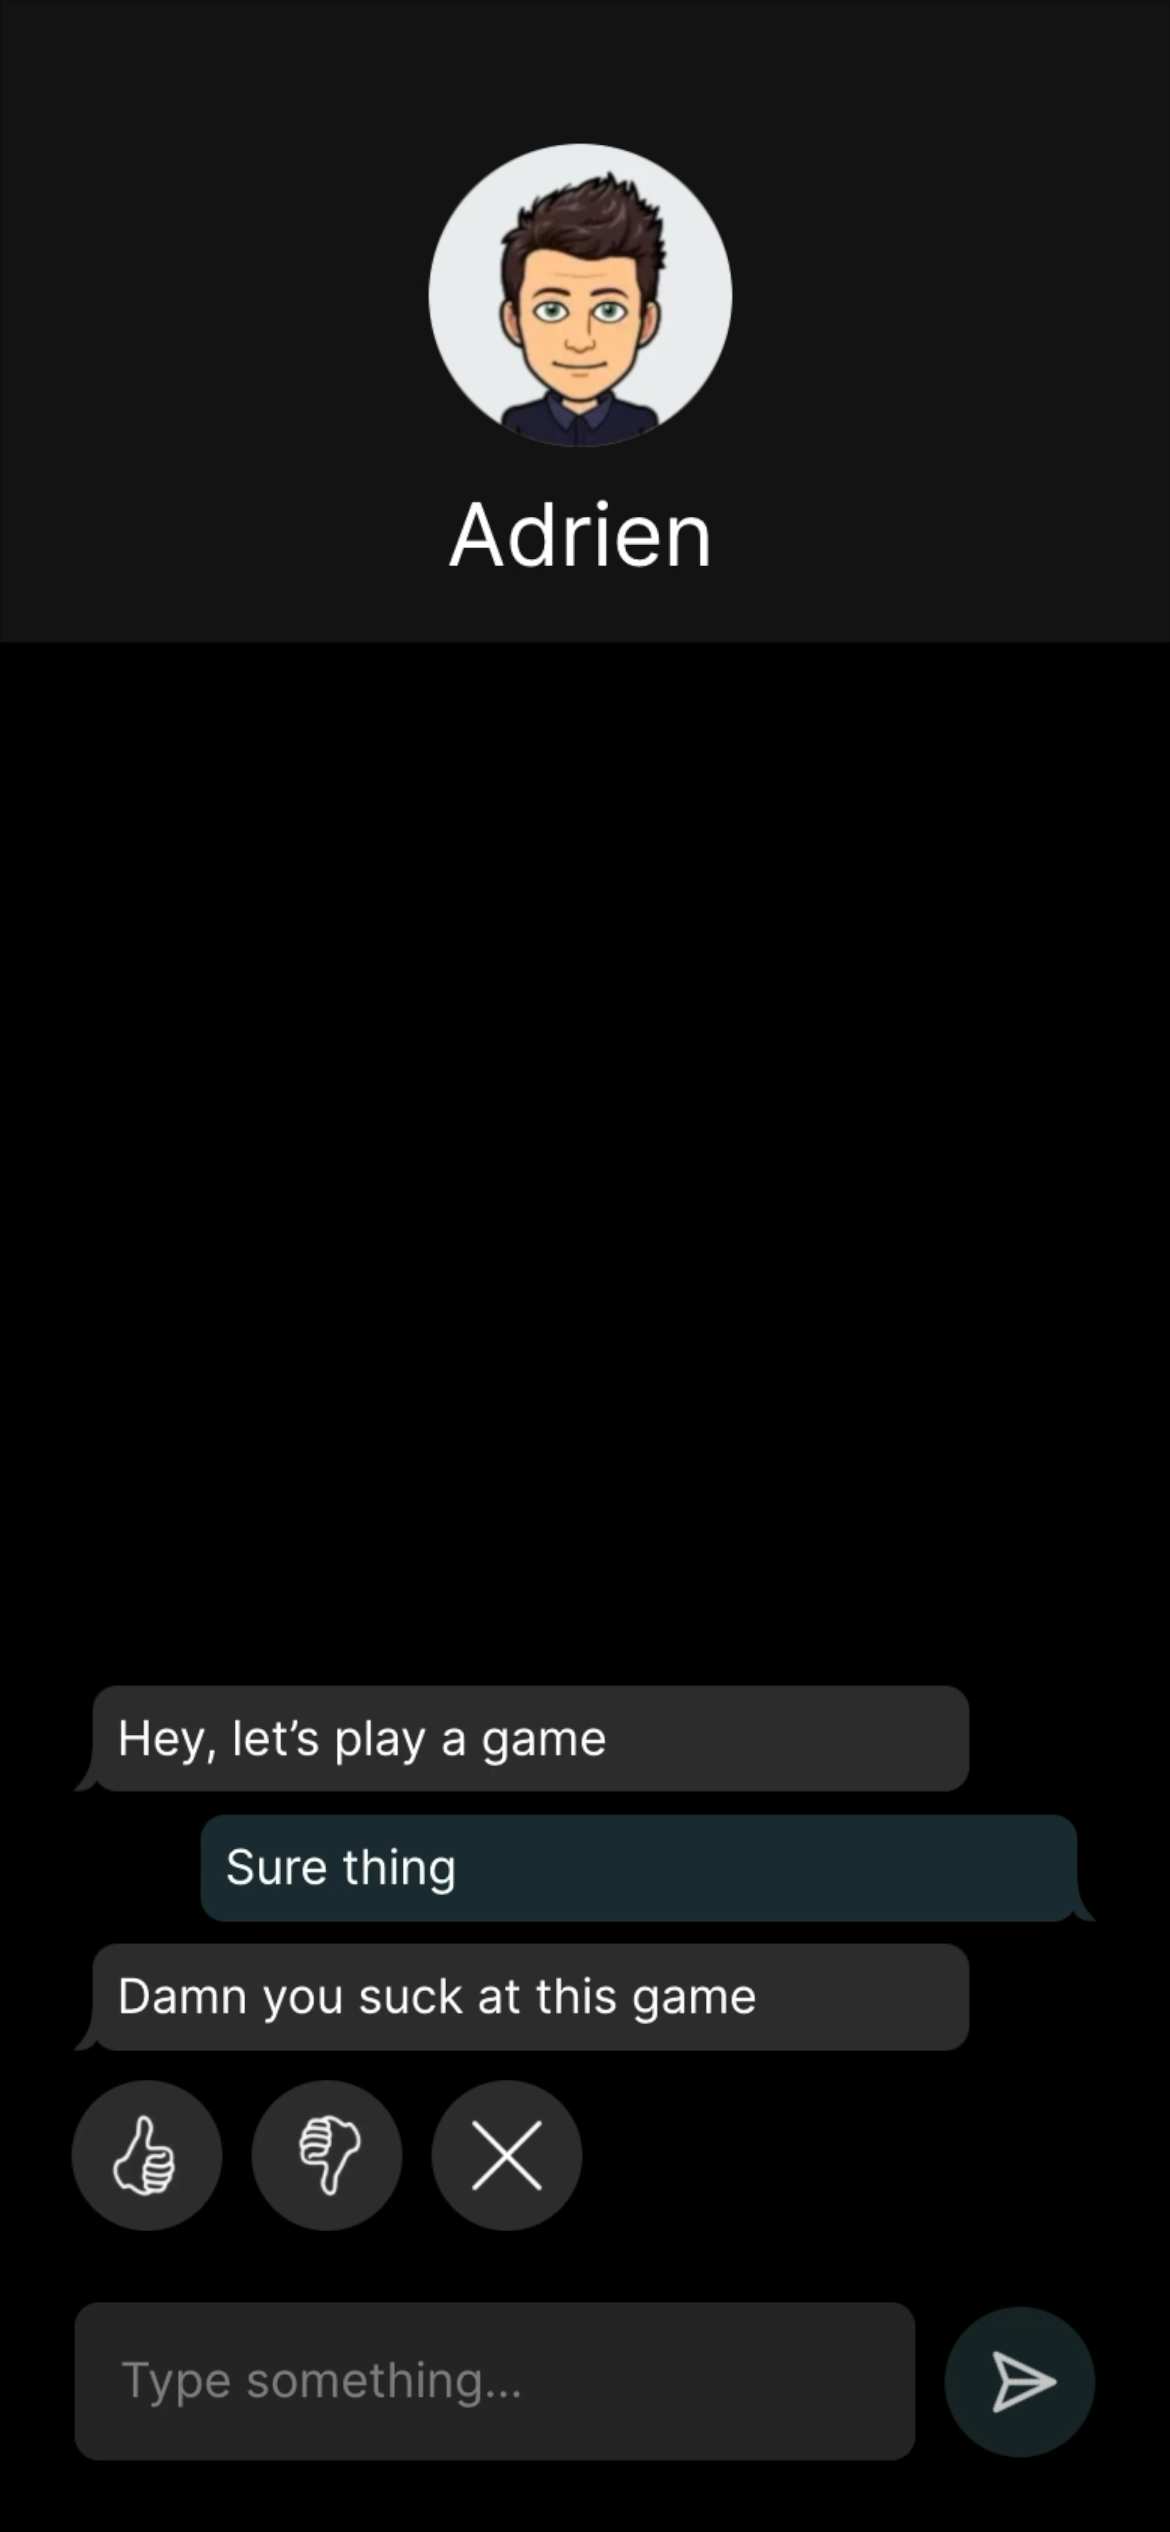 Adrien
Hey, let’s play a game
Sure thing
Damn you suck at this game
Type something...